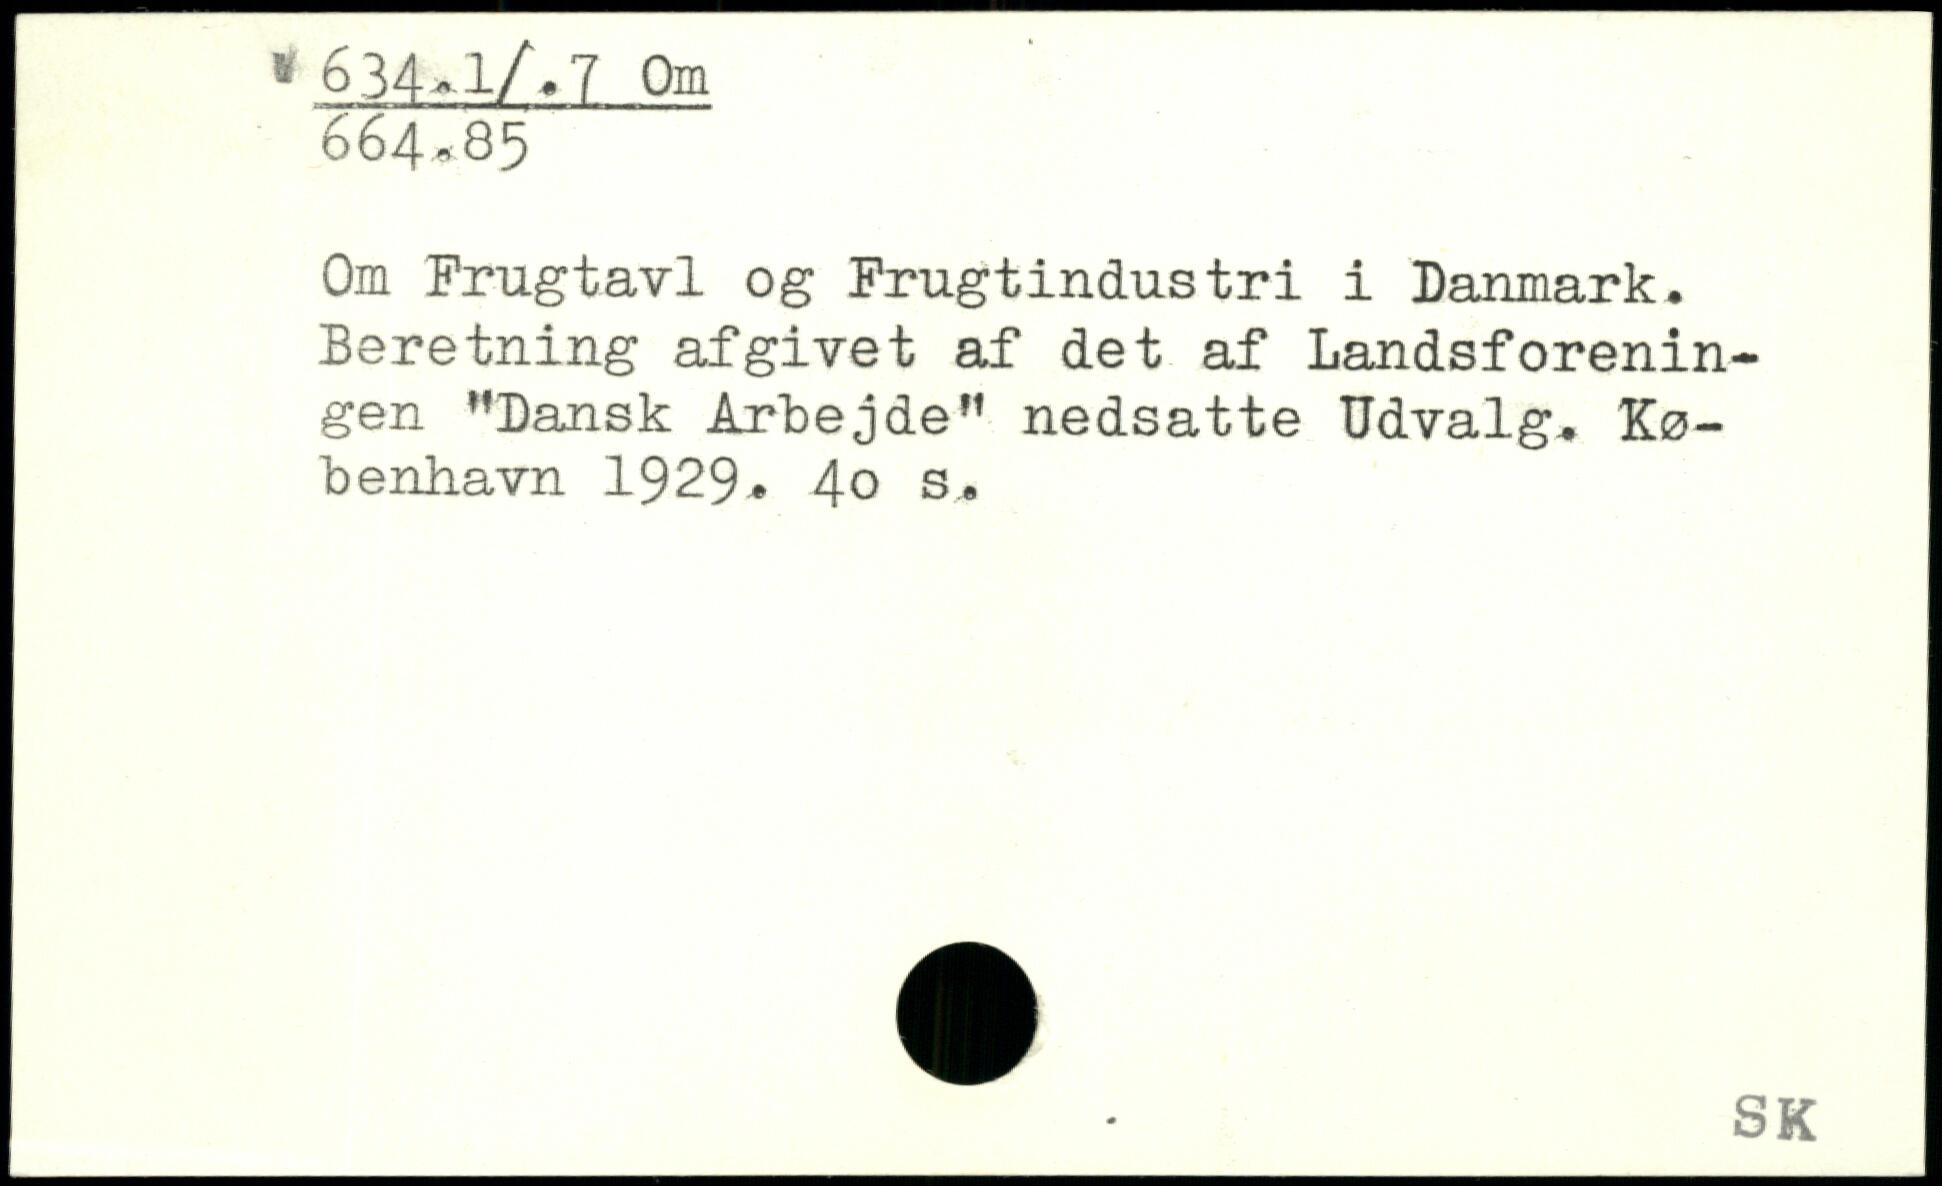 634.1/.7 Om
664.85
Om Frugtavl og Frugtindustri i Danmark.
Beretning afgivet af det af Landsforenin-
gen "Dansk Arbejde" nedsatte Udvalg. Kø-
benhavn 1929. 4o s.
SK